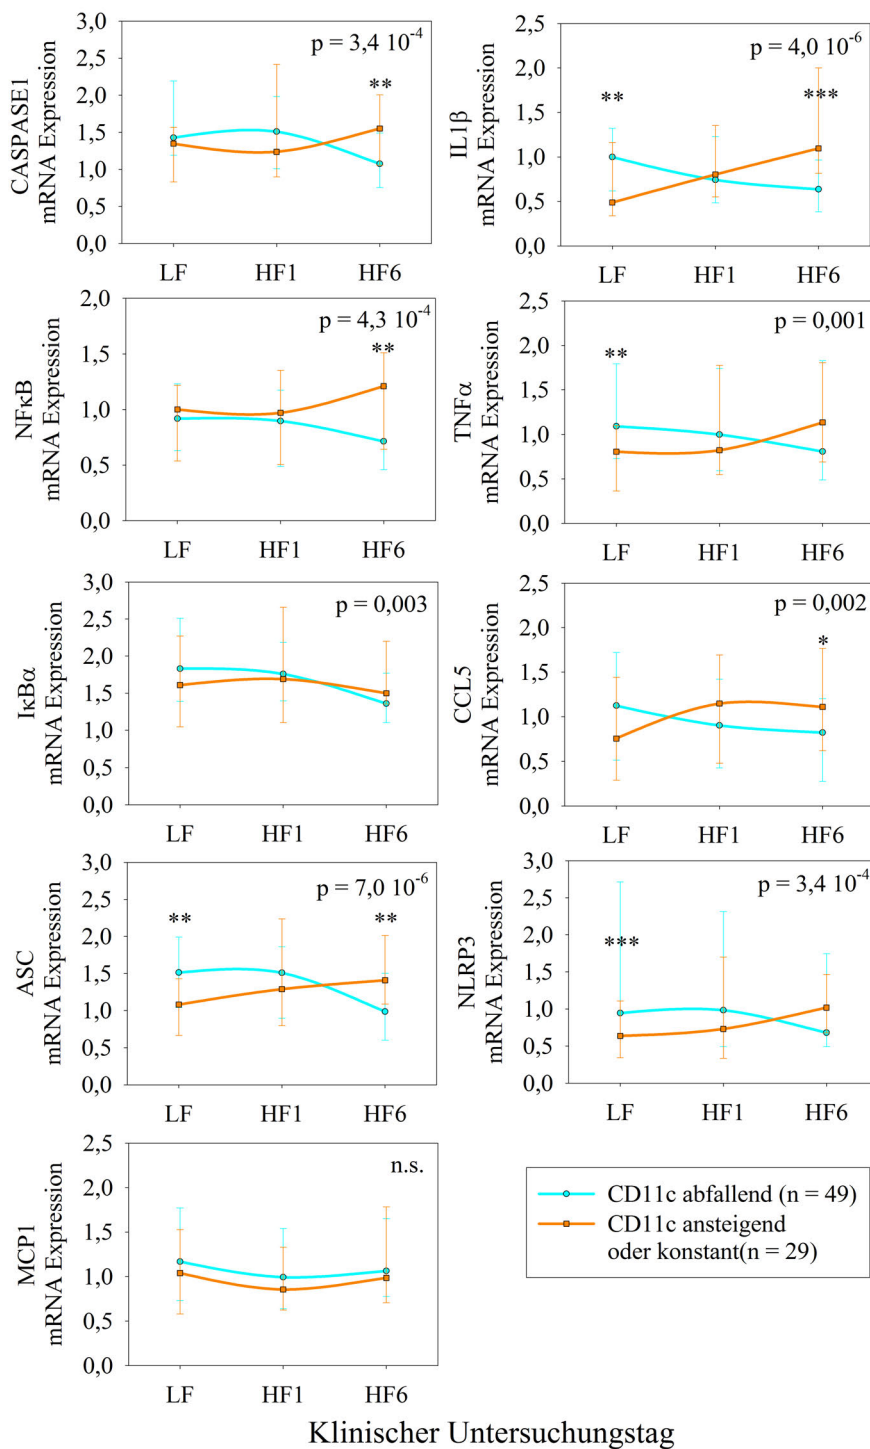 CASPASE1
mRNA Expression
3,0
2,5
2,0
1,5
1,0
0,5
0,0
p = 3,4 10⁻⁴
**
LF HF1 HF6
IL1β
mRNA Expression
2,5
2,0
1,5
1,0
0,5
0,0
p = 4,0 10⁻⁶
** ***
LF HF1 HF6
NFκB
mRNA Expression
2,0
1,5
1,0
0,5
0,0
p = 4,3 10⁻⁴
**
LF HF1 HF6
TNFα
mRNA Expression
2,5
2,0
1,5
1,0
0,5
0,0
p = 0,001
**
LF HF1 HF6
IκBα
mRNA Expression
3,0
2,5
2,0
1,5
1,0
0,5
0,0
p = 0,003
LF HF1 HF6
CCL5
mRNA Expression
2,5
2,0
1,5
1,0
0,5
0,0
p = 0,002
*
LF HF1 HF6
ASC
mRNA Expression
3,0
2,5
2,0
1,5
1,0
0,5
0,0
p = 7,0 10⁻⁶
** **
LF HF1 HF6
NLRP3
mRNA Expression
3,0
2,5
2,0
1,5
1,0
0,5
0,0
p = 3,4 10⁻⁴
***
LF HF1 HF6
MCP1
mRNA Expression
2,5
2,0
1,5
1,0
0,5
0,0
n.s.
LF HF1 HF6
CD11c abfallend (n = 49)
CD11c ansteigend
oder konstant(n = 29)
Klinischer Untersuchungstag